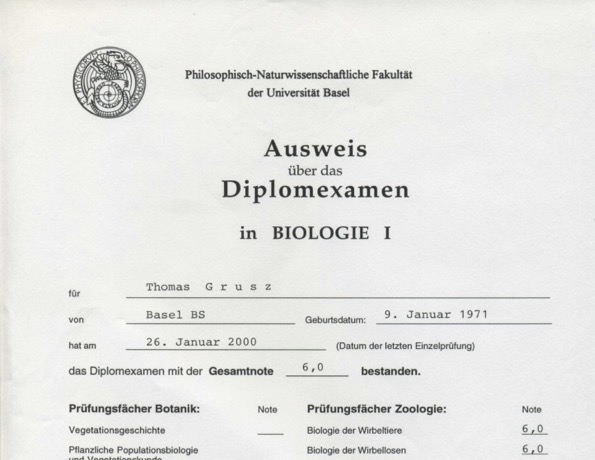 Philosophisch-Naturwissenschaftliche Fakultät
der Universität Basel
Ausweis
über das
Diplomexamen
in BIOLOGIE I
für Thomas G r u s z
von Basel BS Geburtsdatum: 9. Januar 1971
hat am 26. Januar 2000 (Datum der letzten Einzelprüfung)
das Diplomexamen mit der Gesamtnote 6,0 bestanden.
Prüfungsfächer Botanik: Note Prüfungsfächer Zoologie: Note
Vegetationsgeschichte Biologie der Wirbeltiere 6,0
Pflanzliche Populationsbiologie Biologie der Wirbellosen 6,0
und Vegetationskunde